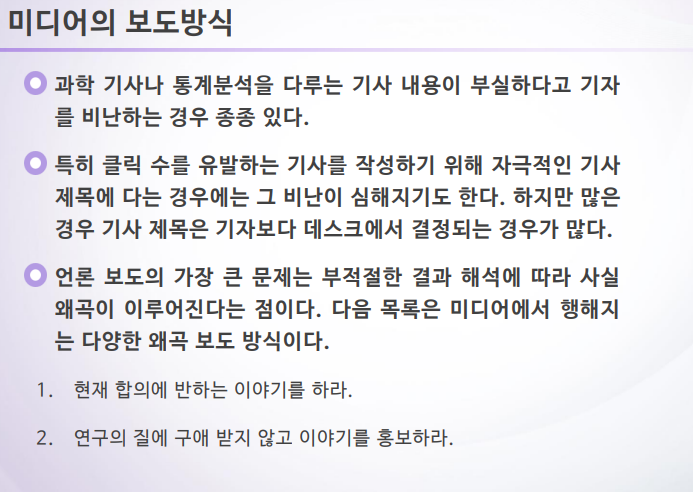 미디어의 보도방식
과학 기사나 통계분석을 다루는 기사 내용이 부실하다고 기자
를 비난하는 경우 종종 있다.
특히 클릭 수를 유발하는 기사를 작성하기 위해 자극적인 기사
제목에 다는 경우에는 그 비난이 심해지기도 한다. 하지만 많은
경우 기사 제목은 기자보다 데스크에서 결정되는 경우가 많다.
언론 보도의 가장 큰 문제는 부적절한 결과 해석에 따라 사실
왜곡이 이루어진다는 점이다. 다음 목록은 미디어에서 행해지
는 다양한 왜곡 보도 방식이다.
1. 현재 합의에 반하는 이야기를 하라.
2. 연구의 질에 구애 받지 않고 이야기를 홍보하라.